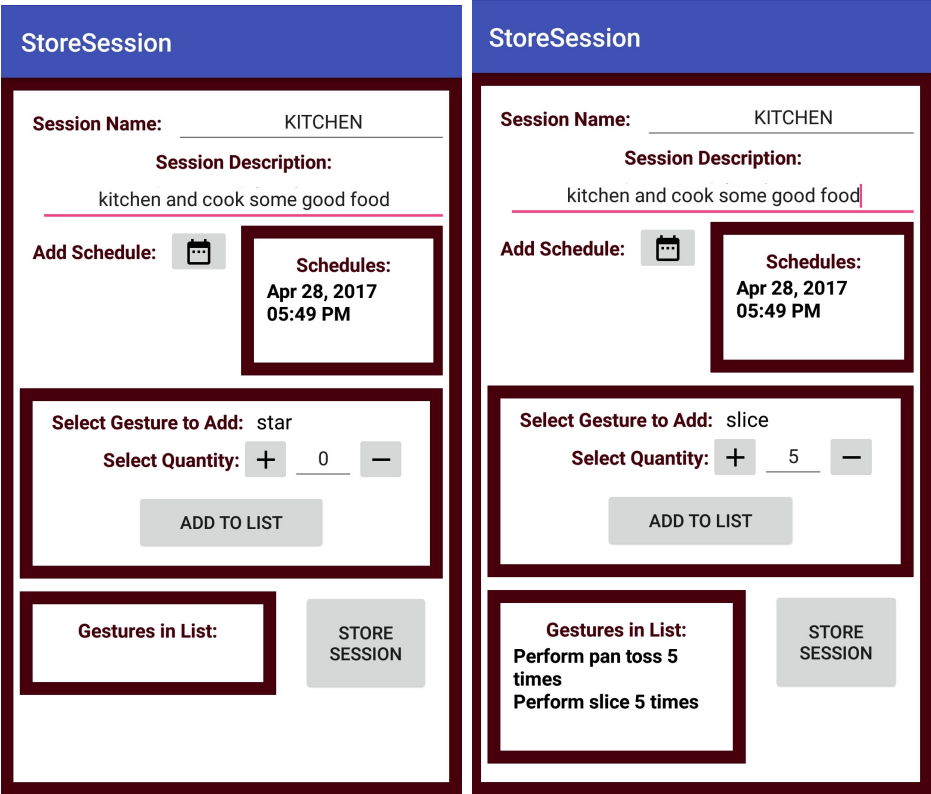 StoreSession
Session Name: KITCHEN
Session Description:
kitchen and cook some good food
Add Schedule:
Schedules:
Apr 28, 2017
05:49 PM
Select Gesture to Add: star
Select Quantity: + 0 −
ADD TO LIST
Gestures in List:
STORE
SESSION
StoreSession
Session Name: KITCHEN
Session Description:
kitchen and cook some good food
Add Schedule:
Schedules:
Apr 28, 2017
05:49 PM
Select Gesture to Add: slice
Select Quantity: + 5 −
ADD TO LIST
Gestures in List:
Perform pan toss 5
times
Perform slice 5 times
STORE
SESSION